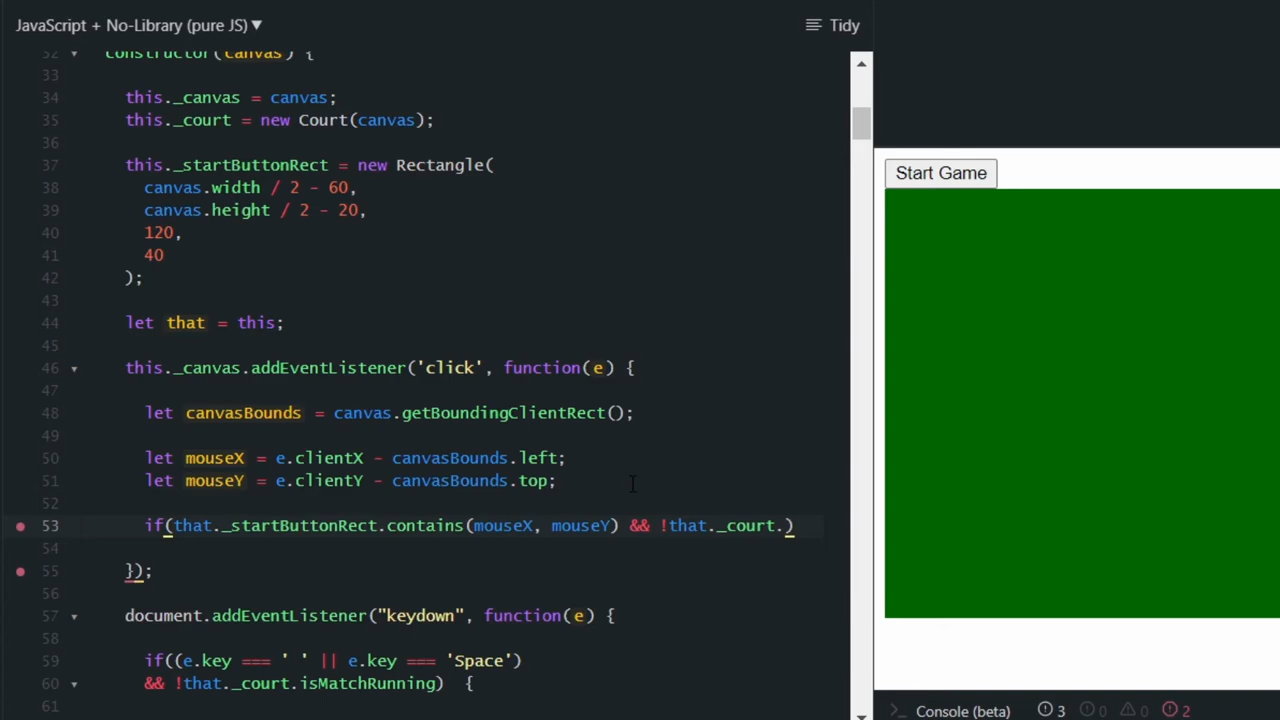 JavaScript + No-Library (pure JS) ▼
Tidy
32 constructor(canvas) {
33
34 this._canvas = canvas;
35 this._court = new Court(canvas);
36
37 this._startButtonRect = new Rectangle(
38 canvas.width / 2 - 60,
39 canvas.height / 2 - 20,
40 120,
41 40
42 );
43
44 let that = this;
45
46 this._canvas.addEventListener('click', function(e) {
47
48 let canvasBounds = canvas.getBoundingClientRect();
49
50 let mouseX = e.clientX - canvasBounds.left;
51 let mouseY = e.clientY - canvasBounds.top;
52
53 if(that._startButtonRect.contains(mouseX, mouseY) && !that._court.)
54
55 });
56
57 document.addEventListener("keydown", function(e) {
58
59 if((e.key === ' ' || e.key === 'Space')
60 && !that._court.isMatchRunning) {
61
Start Game
Console (beta) 3 0 0 2